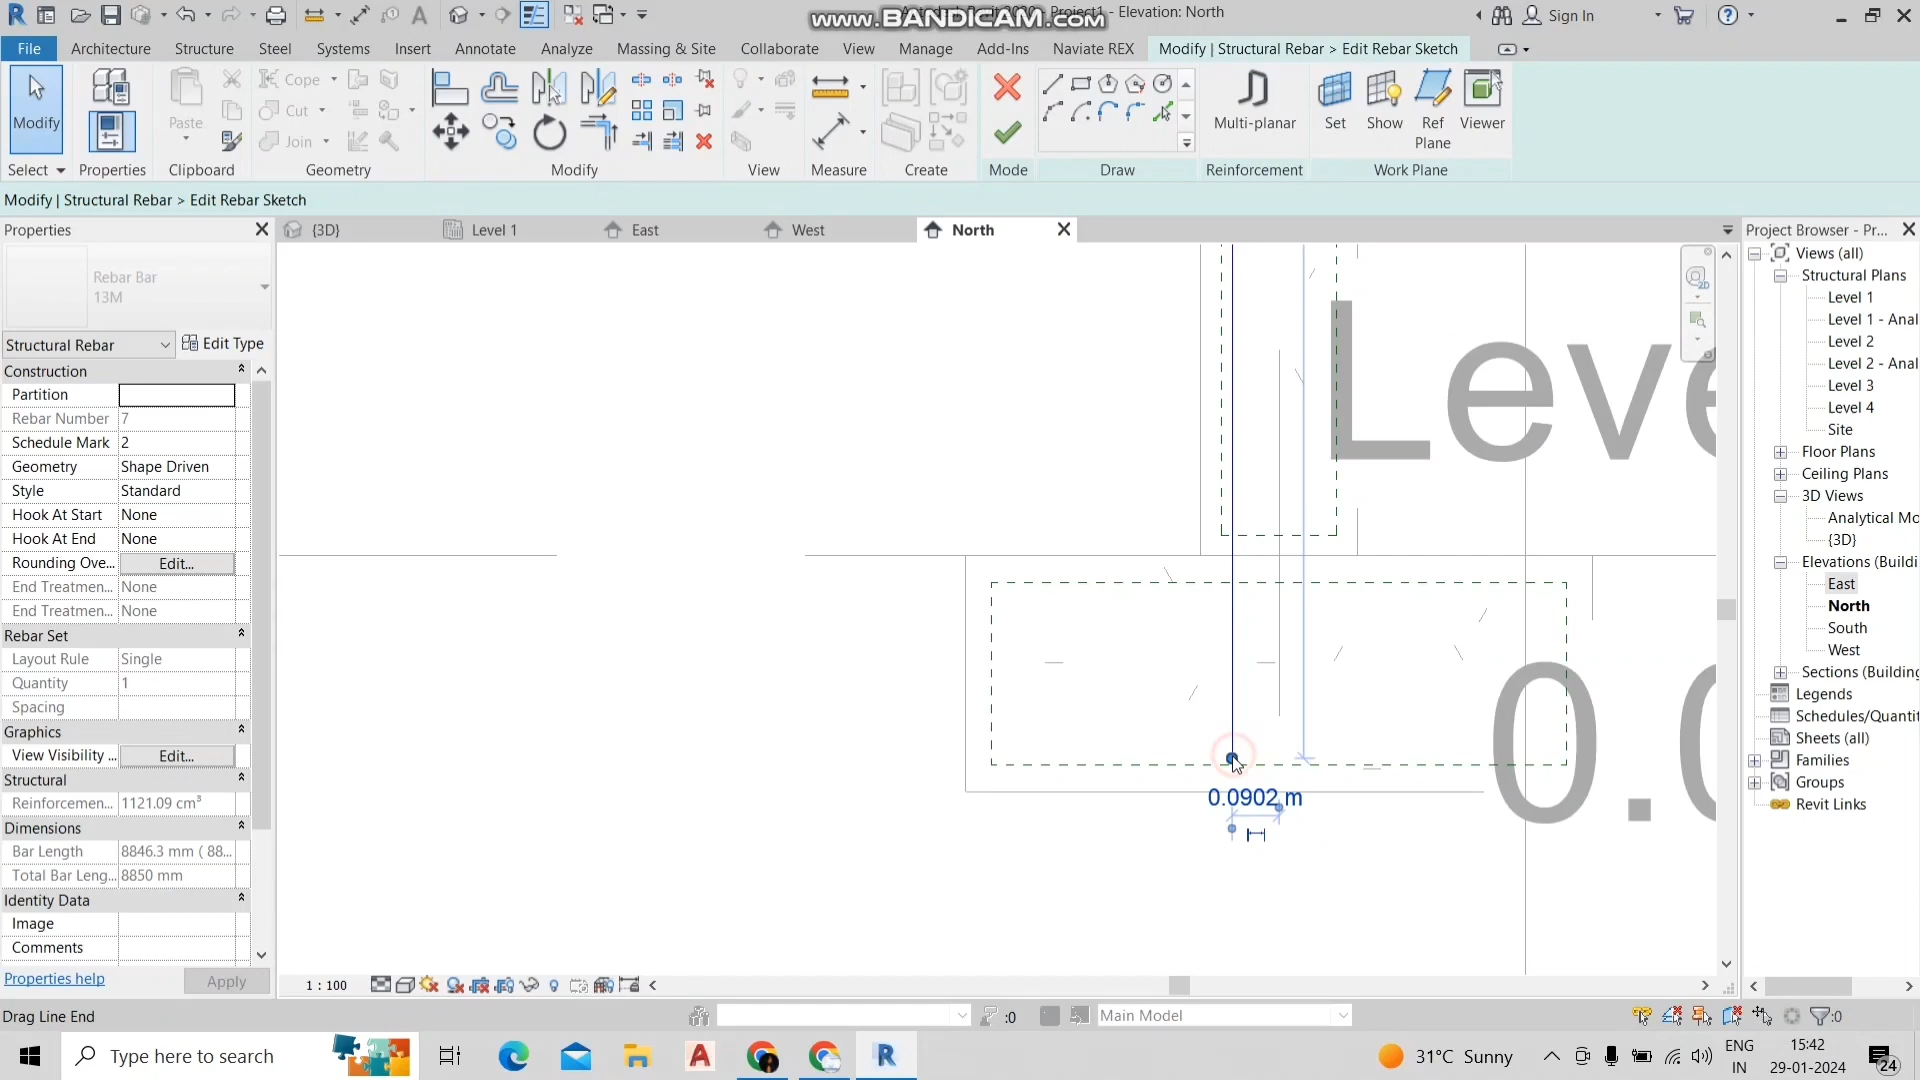 www.BANDICAM.com
Project1 - Elevation: North
Sign In
File Architecture Structure Steel Systems Insert Annotate Analyze Massing & Site Collaborate View Manage Add-Ins Naviate REX Modify | Structural Rebar > Edit Rebar Sketch
Modify
Paste
Cope
Cut
Join
Multi-planar
Set Show Ref Plane Viewer
Select Properties Clipboard Geometry Modify View Measure Create Mode Draw Reinforcement Work Plane
Modify | Structural Rebar > Edit Rebar Sketch
Properties
{3D} Level 1 East West North
Project Browser - Pr...
Rebar Bar
13M
Structural Rebar Edit Type
Construction
Partition
Rebar Number 7
Schedule Mark 2
Geometry Shape Driven
Style Standard
Hook At Start None
Hook At End None
Rounding Ove... Edit...
End Treatmen... None
End Treatmen... None
Rebar Set
Layout Rule Single
Quantity 1
Spacing
Graphics
View Visibility ... Edit...
Structural
Reinforcemen... 1121.09 cm³
Dimensions
Bar Length 8846.3 mm ( 88...
Total Bar Leng... 8850 mm
Identity Data
Image
Comments
Properties help Apply
Leve
0.0
0.0902 m
Views (all)
Structural Plans
Level 1
Level 1 - Anal
Level 2
Level 2 - Anal
Level 3
Level 4
Site
Floor Plans
Ceiling Plans
3D Views
Analytical Mo
{3D}
Elevations (Buildi
East
North
South
West
Sections (Building
Legends
Schedules/Quantit
Sheets (all)
Families
Groups
Revit Links
1 : 100
Drag Line End
:0
Main Model
:0
Type here to search
31°C Sunny
ENG
IN
15:42
29-01-2024
24